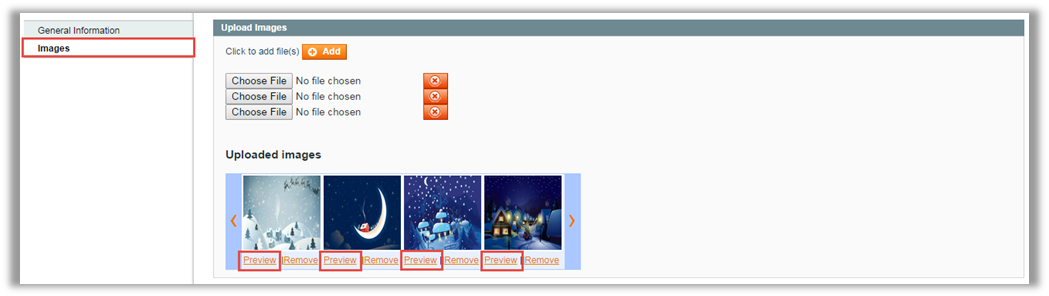 General Information
Images
Upload Images
Click to add file(s) Add
Choose File No file chosen
Choose File No file chosen
Choose File No file chosen
Uploaded images
Preview |Remove Preview |Remove Preview |Remove Preview |Remove